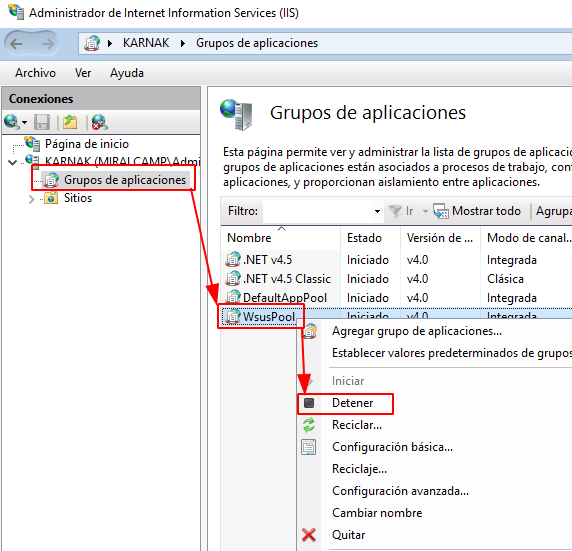 Administrador de Internet Information Services (IIS)
KARNAK
Grupos de aplicaciones
Archivo Ver Ayuda
Conexiones
Página de inicio
KARNAK (MIRALCAMP\Admi
Grupos de aplicaciones
Sitios
Grupos de aplicaciones
Esta página permite ver y administrar la lista de grupos de aplicacio
grupos de aplicaciones están asociados a procesos de trabajo, con
aplicaciones, y proporcionan aislamiento entre aplicaciones.
Filtro: Ir Mostrar todo Agrupa
Nombre Estado Versión de ... Modo de canal...
.NET v4.5 Iniciado v4.0 Integrada
.NET v4.5 Classic Iniciado v4.0 Clásica
DefaultAppPool Iniciado v4.0 Integrada
WsusPool Iniciado v4.0 Integrada
Agregar grupo de aplicaciones...
Establecer valores predeterminados de grupos
Iniciar
Detener
Reciclar...
Configuración básica...
Reciclaje...
Configuración avanzada...
Cambiar nombre
Quitar